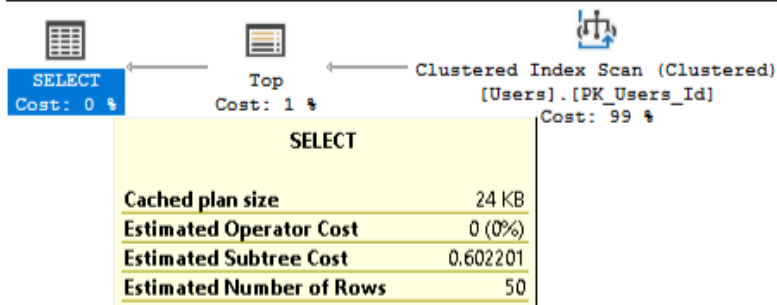 SELECT
Cost: 0 %
Top
Cost: 1 %
Clustered Index Scan (Clustered)
[Users].[PK_Users_Id]
Cost: 99 %
SELECT
Cached plan size 24 KB
Estimated Operator Cost 0 (0%)
Estimated Subtree Cost 0.602201
Estimated Number of Rows 50